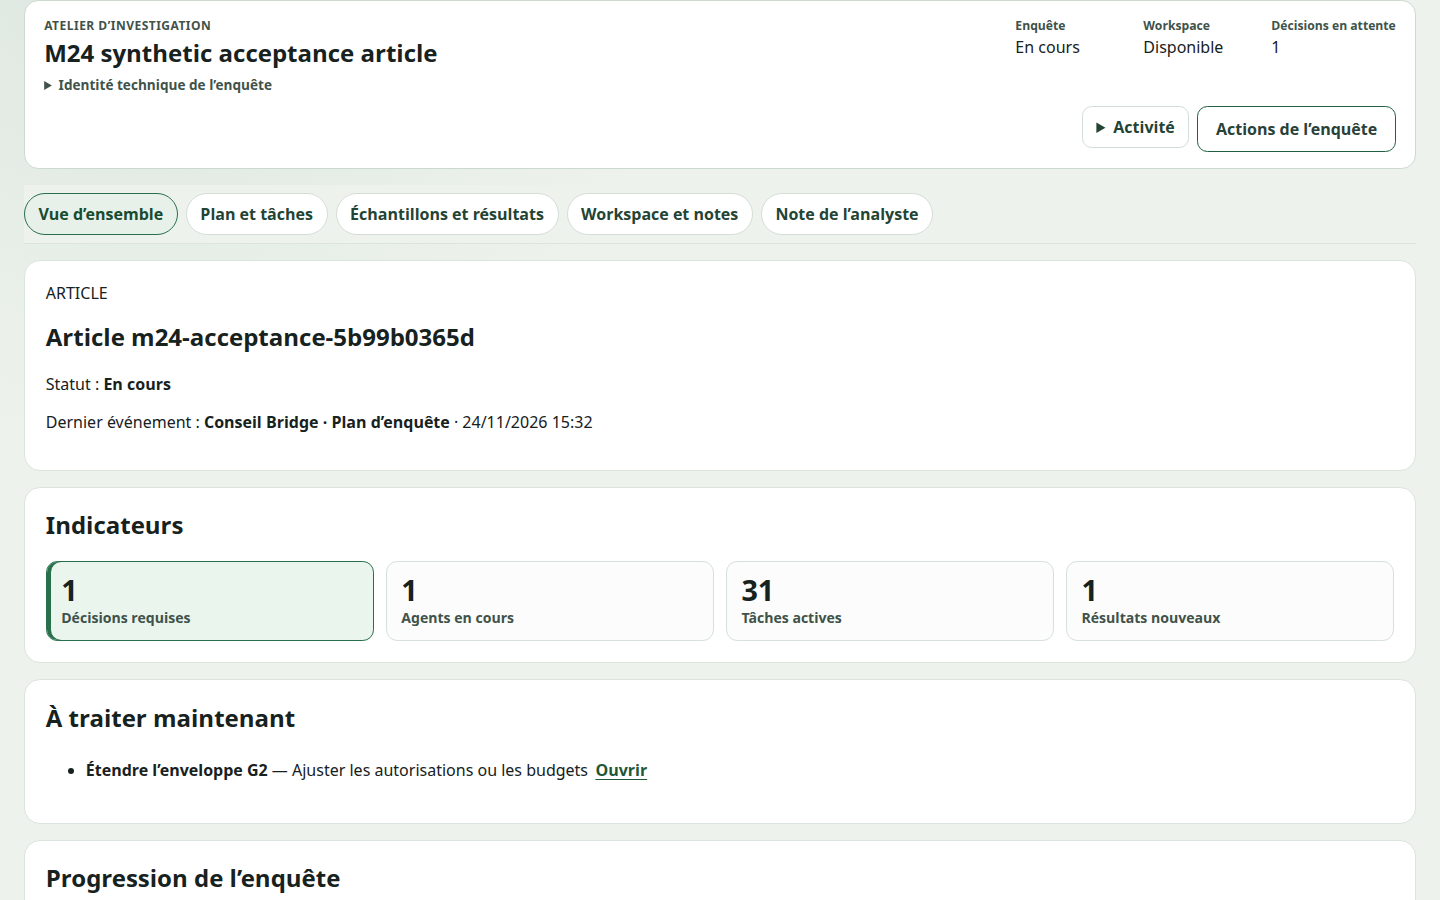 ATELIER D’INVESTIGATION
M24 synthetic acceptance article
Identité technique de l’enquête
Enquête
En cours
Workspace
Disponible
Décisions en attente
1
Activité
Actions de l’enquête
Vue d’ensemble
Plan et tâches
Échantillons et résultats
Workspace et notes
Note de l’analyste
ARTICLE
Article m24-acceptance-5b99b0365d
Statut : En cours
Dernier événement : Conseil Bridge · Plan d’enquête · 24/11/2026 15:32
Indicateurs
1
Décisions requises
1
Agents en cours
31
Tâches actives
1
Résultats nouveaux
À traiter maintenant
Étendre l’enveloppe G2 — Ajuster les autorisations ou les budgets Ouvrir
Progression de l’enquête